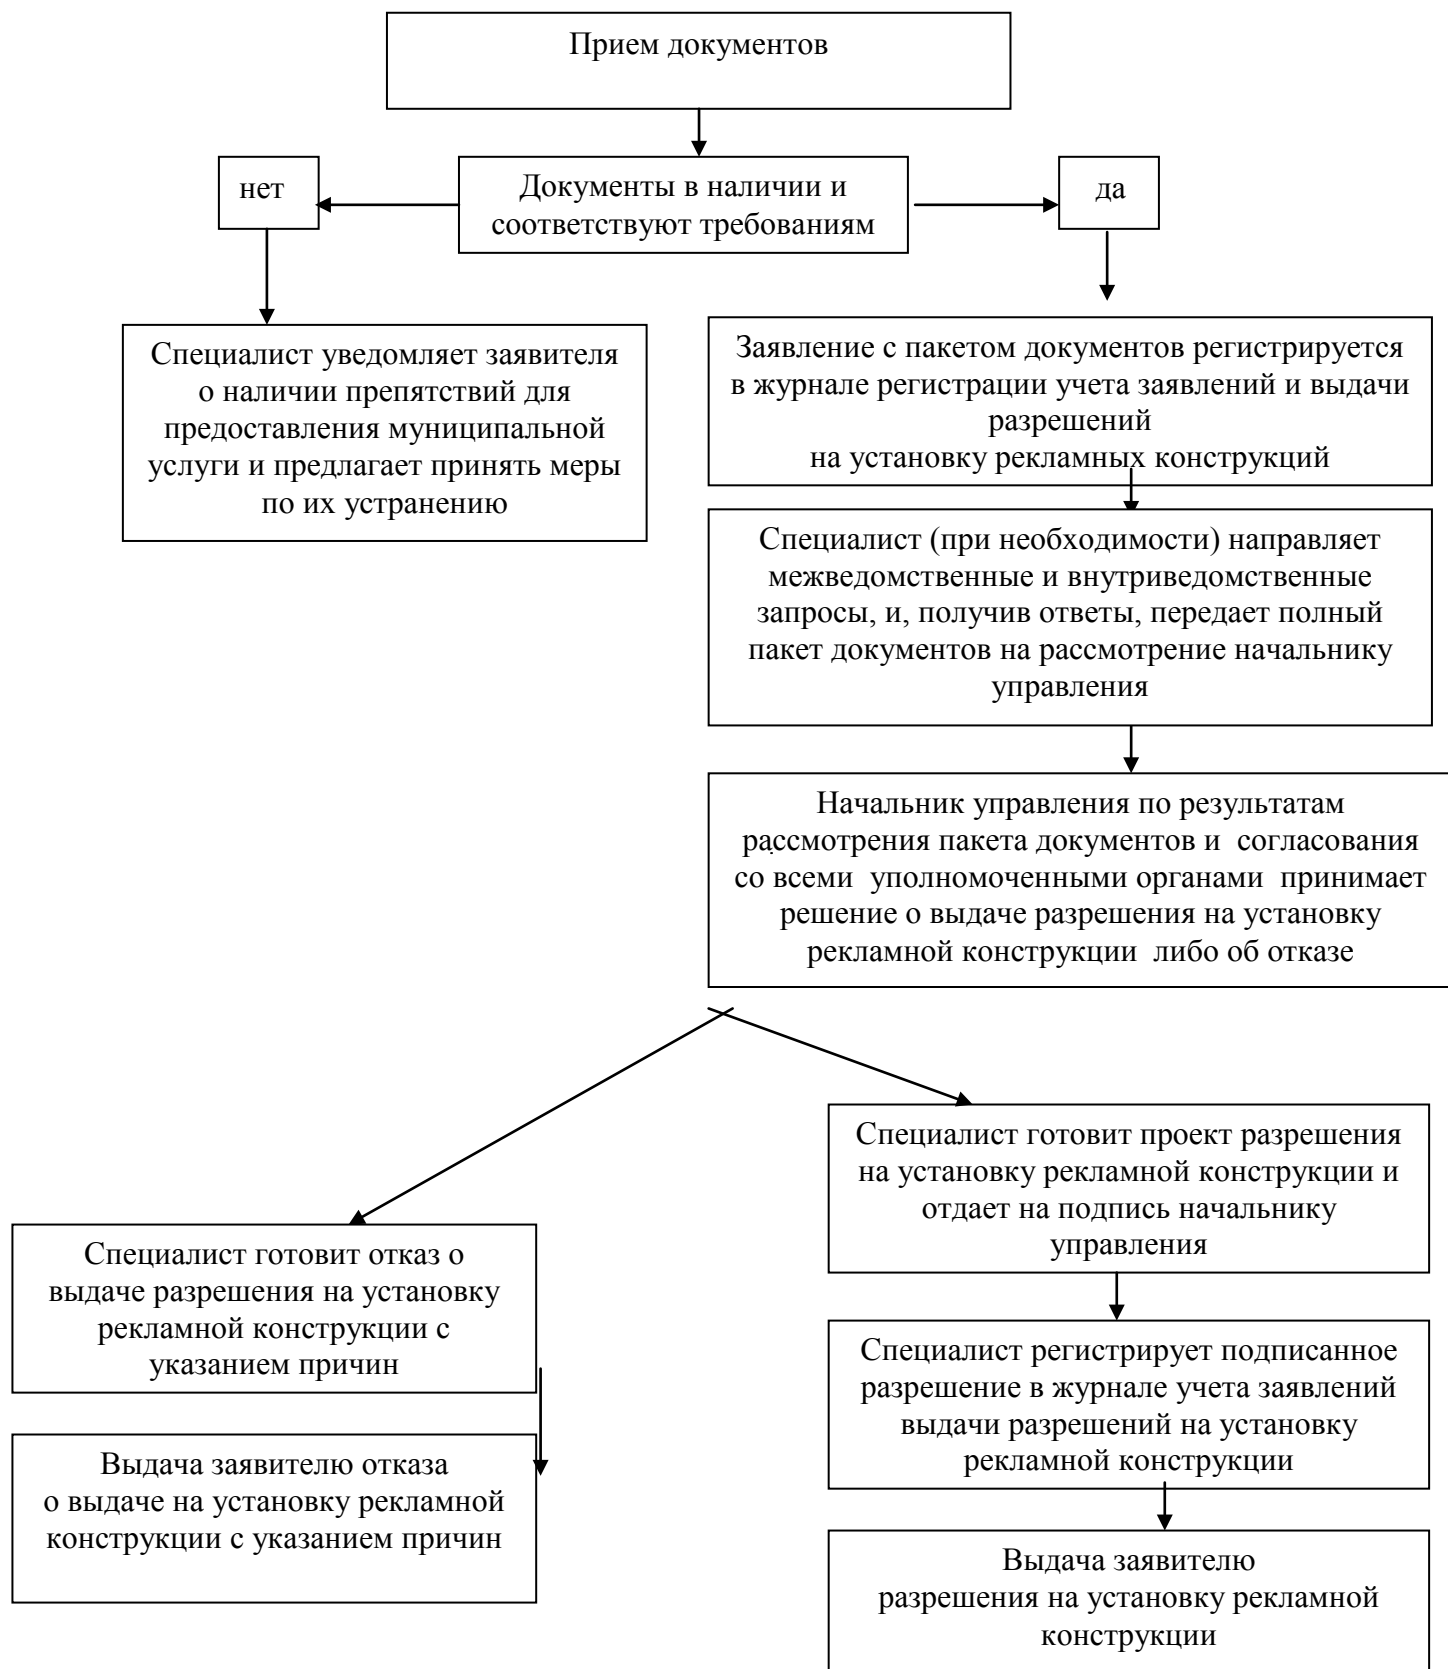 Прием документов
нет
Документы в наличии и
соответствуют требованиям
да
Специалист уведомляет заявителя
о наличии препятствий для
предоставления муниципальной
услуги и предлагает принять меры
по их устранению
Заявление с пакетом документов регистрируется
в журнале регистрации учета заявлений и выдачи
разрешений
на установку рекламных конструкций
Специалист (при необходимости) направляет
межведомственные и внутриведомственные
запросы, и, получив ответы, передает полный
пакет документов на рассмотрение начальнику
управления
Начальник управления по результатам
рассмотрения пакета документов и согласования
со всеми уполномоченными органами принимает
решение о выдаче разрешения на установку
рекламной конструкции либо об отказе
Специалист готовит проект разрешения
на установку рекламной конструкции и
отдает на подпись начальнику
управления
Специалист готовит отказ о
выдаче разрешения на установку
рекламной конструкции с
указанием причин
Специалист регистрирует подписанное
разрешение в журнале учета заявлений
выдачи разрешений на установку
рекламной конструкции
Выдача заявителю отказа
о выдаче на установку рекламной
конструкции с указанием причин
Выдача заявителю
разрешения на установку рекламной
конструкции